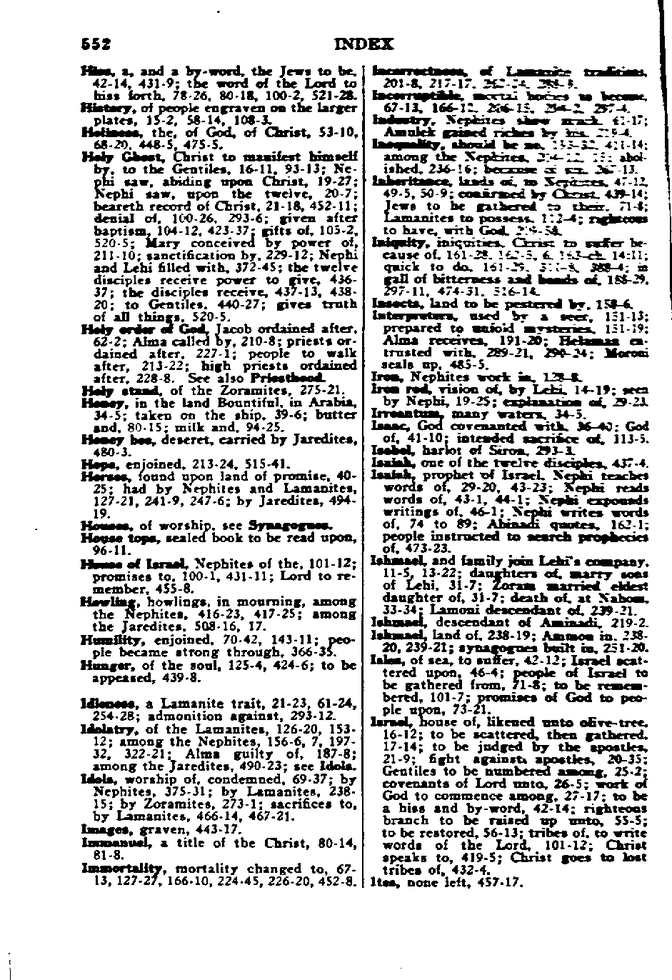 552
INDEX
Hiss, a, and a by-word, the Jews to be,
42-14, 431-9; the word of the Lord to
hiss forth, 78-26, 80-18, 100-2, 521-28.
History, of people engraven on the larger
plates, 15-2, 58-14, 108-3.
Holiness, the, of God, of Christ, 53-10,
68-20, 448-5, 475-5.
Holy Ghost, Christ to manifest himself
by, to the Gentiles, 16-11, 93-13; Ne-
phi saw, abiding upon Christ, 19-27;
Nephi saw, upon the twelve, 20-7;
beareth record of Christ, 21-18, 452-11;
denial of, 100-26, 293-6; given after
baptism, 104-12, 423-37; gifts of, 105-2,
520-5; Mary conceived by power of,
211-10; sanctification by, 229-12; Nephi
and Lehi filled with, 372-45; the twelve
disciples receive power to give, 436-
37; the disciples receive, 437-13, 438-
20; to Gentiles, 440-27; gives truth
of all things, 520-5.
Holy order of God, Jacob ordained after,
62-2; Alma called by, 210-8; priests or-
dained after, 227-1; people to walk
after, 213-22; high priests ordained
after, 228-8. See also Priesthood.
Holy stand, of the Zoramites, 275-21.
Honey, in the land Bountiful, in Arabia,
34-5; taken on the ship, 39-6; butter
and, 80-15; milk and, 94-25.
Honey bee, deseret, carried by Jaredites,
480-3.
Hope, enjoined, 213-24, 515-41.
Horses, found upon land of promise, 40-
25; had by Nephites and Lamanites,
127-21, 241-9, 247-6; by Jaredites, 494-
19.
Houses, of worship, see Synagogues.
House tops, sealed book to be read upon,
96-11.
House of Israel, Nephites of the, 101-12;
promises to, 100-1, 431-11; Lord to re-
member, 455-8.
Howling, howlings, in mourning, among
the Nephites, 416-23, 417-25; among
the Jaredites, 508-16, 17.
Humility, enjoined, 70-42, 143-11; peo-
ple became strong through, 366-35.
Hunger, of the soul, 125-4, 424-6; to be
appeased, 439-8.
Idleness, a Lamanite trait, 21-23, 61-24,
254-28; admonition against, 293-12.
Idolatry, of the Lamanites, 126-20, 153-
12; among the Nephites, 156-6, 7, 197-
32, 322-21; Alma guilty of, 187-8;
among the Jaredites, 490-23; see Idols.
Idols, worship of, condemned, 69-37; by
Nephites, 375-31; by Lamanites, 238-
15; by Zoramites, 273-1; sacrifices to,
by Lamanites, 466-14, 467-21.
Images, graven, 443-17.
Immanuel, a title of the Christ, 80-14,
81-8.
Immortality, mortality changed to, 67-
13, 127-27, 166-10, 224-45, 226-20, 452-8.
Incorrectness, of Lamanite traditions,
201-8, 217-17,
Incorruptible, mortal bodies to become,
67-13, 166-12,
Industry, Nephites show much,
Amulek gained riches by his,
Inequality, should be no,
among the Nephites, abol-
ished, 236-16; because of sin,
Inheritance, lands of, to Nephites, 47-12,
49-5, 50-9; confirmed by Christ, 439-14;
Jews to be gathered to their, 71-8;
Lamanites to possess, righteous
to have, with God,
Iniquity, iniquities, Christ to suffer be-
cause of, 161-28, 14-11;
quick to do, 161-29, in
gall of bitterness and bonds of, 188-29,
297-11, 474-31, 526-14.
Insects, land to be pestered by, 158-6.
Interpreters, used by a seer, 151-13;
prepared to unfold mysteries, 151-19;
Alma receives, 191-20; Helaman en-
trusted with, 289-21, 290-24; Moroni
seals up, 485-5.
Iron, Nephites work in, 128-8.
Iron rod, vision of, by Lehi, 14-19; seen
by Nephi, 19-25; explanation of, 29-23.
Irreantum, many waters, 34-5.
Isaac, God covenanted with, 36-40; God
of, 41-10; intended sacrifice of, 113-5.
Isabel, harlot of Siron, 293-3.
Isaiah, one of the twelve disciples, 437-4.
Isaiah, prophet of Israel, Nephi teaches
words of, 29-20, 43-23; Nephi reads
words of, 43-1, 44-1; Nephi expounds
writings of, 46-1; Nephi writes words
of, 74 to 89; Abinadi quotes, 162-1;
people instructed to search prophecies
of, 473-23.
Ishmael, and family join Lehi's company,
11-5, 13-22; daughters of, marry sons
of Lehi, 31-7; Zoram married eldest
daughter of, 31-7; death of, at Nahom,
33-34; Lamoni descendant of, 239-21.
Ishmael, descendant of Aminadi, 219-2.
Ishmael, land of, 238-19; Ammon in, 238-
20, 239-21; synagogues built in, 251-20.
Isles, of sea, to suffer, 42-12; Israel scat-
tered upon, 46-4; people of Israel to
be gathered from, 71-8; to be remem-
bered, 101-7; promises of God to peo-
ple upon, 73-21.
Israel, house of, likened unto olive-tree,
16-12; to be scattered, then gathered,
17-14; to be judged by the apostles,
21-9; fight against apostles, 20-35;
Gentiles to be numbered among, 25-2;
covenants of Lord unto, 26-5; work of
God to commence among, 27-17; to be
a hiss and by-word, 42-14; righteous
branch to be raised up unto, 55-5;
to be restored, 56-13; tribes of, to write
words of the Lord, 101-12; Christ
speaks to, 419-5; Christ goes to lost
tribes of, 432-4.
Ites, none left, 457-17.